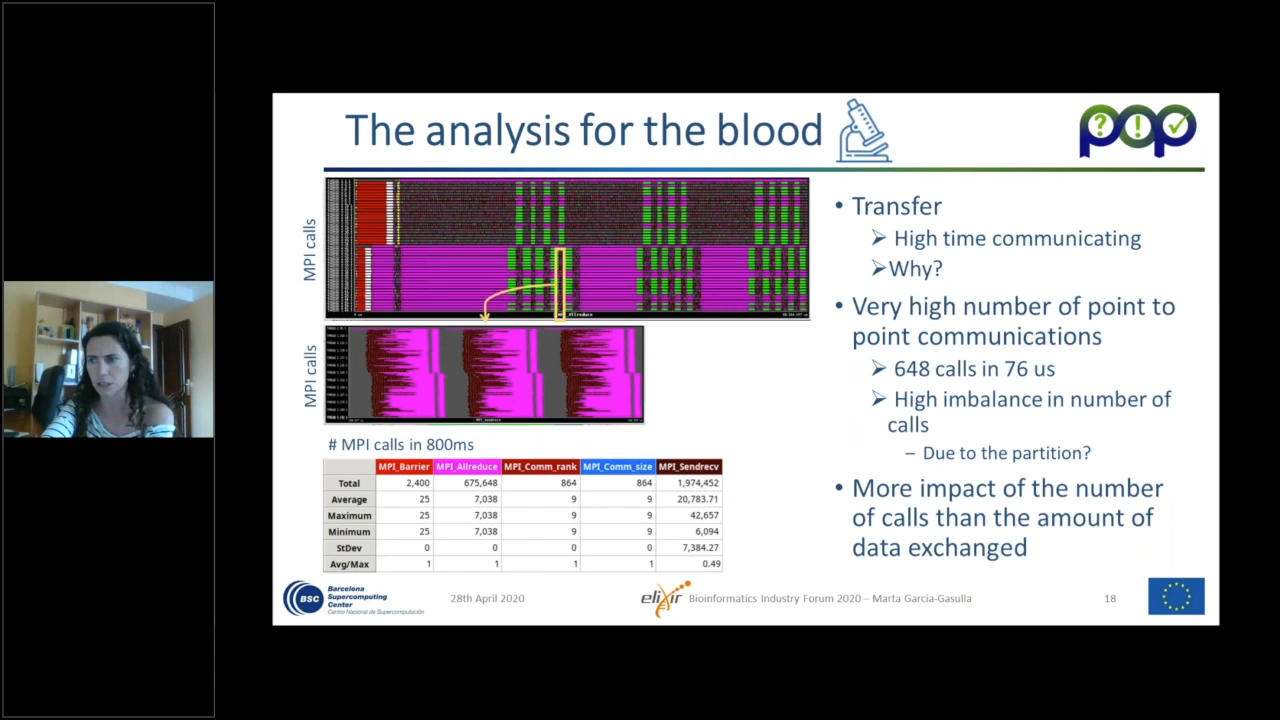 The analysis for the blood
pop
MPI calls
MPI_Allreduce
MPI calls
MPI_Sendrecv
# MPI calls in 800ms
MPI_Barrier MPI_Allreduce MPI_Comm_rank MPI_Comm_size MPI_Sendrecv
Total 2,400 675,648 864 864 1,974,452
Average 25 7,038 9 9 20,783.71
Maximum 25 7,038 9 9 42,657
Minimum 25 7,038 9 9 6,094
StDev 0 0 0 0 7,384.27
Avg/Max 1 1 1 1 0.49
• Transfer
➢ High time communicating
➢Why?
• Very high number of point to
point communications
➢ 648 calls in 76 us
➢ High imbalance in number of
calls
– Due to the partition?
• More impact of the number
of calls than the amount of
data exchanged
BSC
Barcelona
Supercomputing
Center
Centro Nacional de Supercomputación
28th April 2020
elixir
Bioinformatics Industry Forum 2020 – Marta Garcia-Gasulla
18